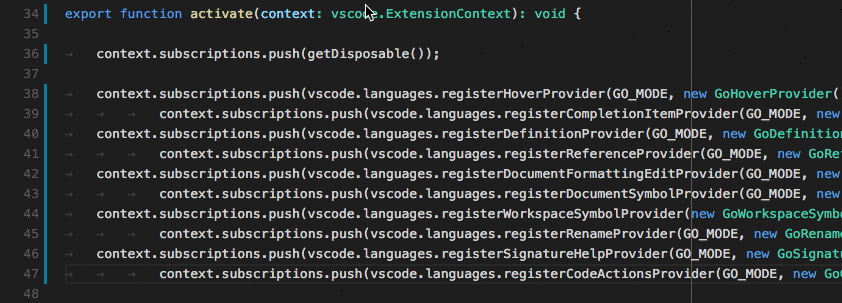 34 export function activate(context: vscode.ExtensionContext): void {
35
36 context.subscriptions.push(getDisposable());
37
38 context.subscriptions.push(vscode.languages.registerHoverProvider(GO_MODE, new GoHoverProvider(
39 context.subscriptions.push(vscode.languages.registerCompletionItemProvider(GO_MODE, new
40 context.subscriptions.push(vscode.languages.registerDefinitionProvider(GO_MODE, new GoDefinition
41 context.subscriptions.push(vscode.languages.registerReferenceProvider(GO_MODE, new GoRe
42 context.subscriptions.push(vscode.languages.registerDocumentFormattingEditProvider(GO_MODE, new
43 context.subscriptions.push(vscode.languages.registerDocumentSymbolProvider(GO_MODE, new
44 context.subscriptions.push(vscode.languages.registerWorkspaceSymbolProvider(new GoWorkspaceSymb
45 context.subscriptions.push(vscode.languages.registerRenameProvider(GO_MODE, new GoRename
46 context.subscriptions.push(vscode.languages.registerSignatureHelpProvider(GO_MODE, new GoSignat
47 context.subscriptions.push(vscode.languages.registerCodeActionsProvider(GO_MODE, new Go
48